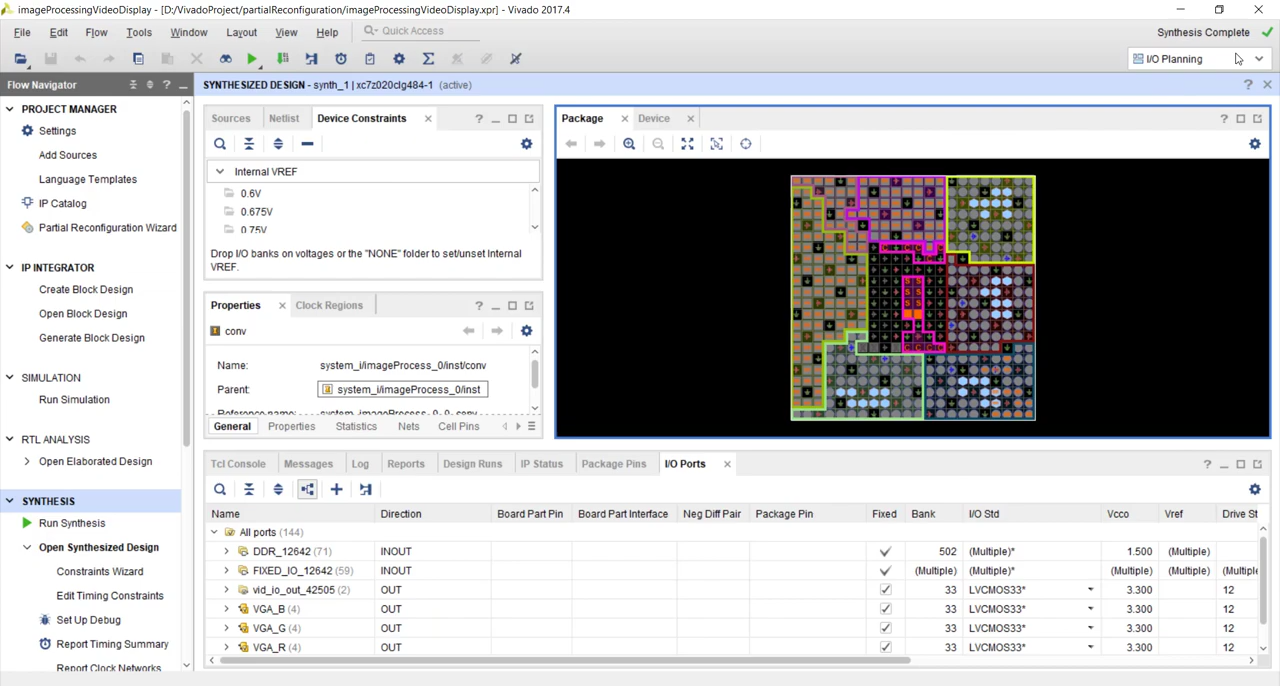 imageProcessingVideoDisplay - [D:/VivadoProject/partialReconfiguration/imageProcessingVideoDisplay.xpr] - Vivado 2017.4
File Edit Flow Tools Window Layout View Help Quick Access Synthesis Complete
I/O Planning
Flow Navigator
SYNTHESIZED DESIGN - synth_1 | xc7z020clg484-1 (active)
PROJECT MANAGER
Settings
Add Sources
Language Templates
IP Catalog
Partial Reconfiguration Wizard
IP INTEGRATOR
Create Block Design
Open Block Design
Generate Block Design
SIMULATION
Run Simulation
RTL ANALYSIS
Open Elaborated Design
SYNTHESIS
Run Synthesis
Open Synthesized Design
Constraints Wizard
Edit Timing Constraints
Set Up Debug
Report Timing Summary
Report Clock Networks
Sources Netlist Device Constraints
Internal VREF
0.6V
0.675V
0.75V
Drop I/O banks on voltages or the "NONE" folder to set/unset Internal
VREF.
Properties Clock Regions
conv
Name: system_i/imageProcess_0/inst/conv
Parent: system_i/imageProcess_0/inst
Reference name: system_imageProcess_0_0_conv
General Properties Statistics Nets Cell Pins
Package Device
Tcl Console Messages Log Reports Design Runs IP Status Package Pins I/O Ports
Name Direction Board Part Pin Board Part Interface Neg Diff Pair Package Pin Fixed Bank I/O Std Vcco Vref Drive St
All ports (144)
DDR_12642 (71) INOUT 502 (Multiple)* 1.500 (Multiple)
FIXED_IO_12642 (59) INOUT (Multiple) (Multiple)* (Multiple) (Multiple) (Multiple
vid_io_out_42505 (2) OUT 33 LVCMOS33* 3.300 12
VGA_B (4) OUT 33 LVCMOS33* 3.300 12
VGA_G (4) OUT 33 LVCMOS33* 3.300 12
VGA_R (4) OUT 33 LVCMOS33* 3.300 12